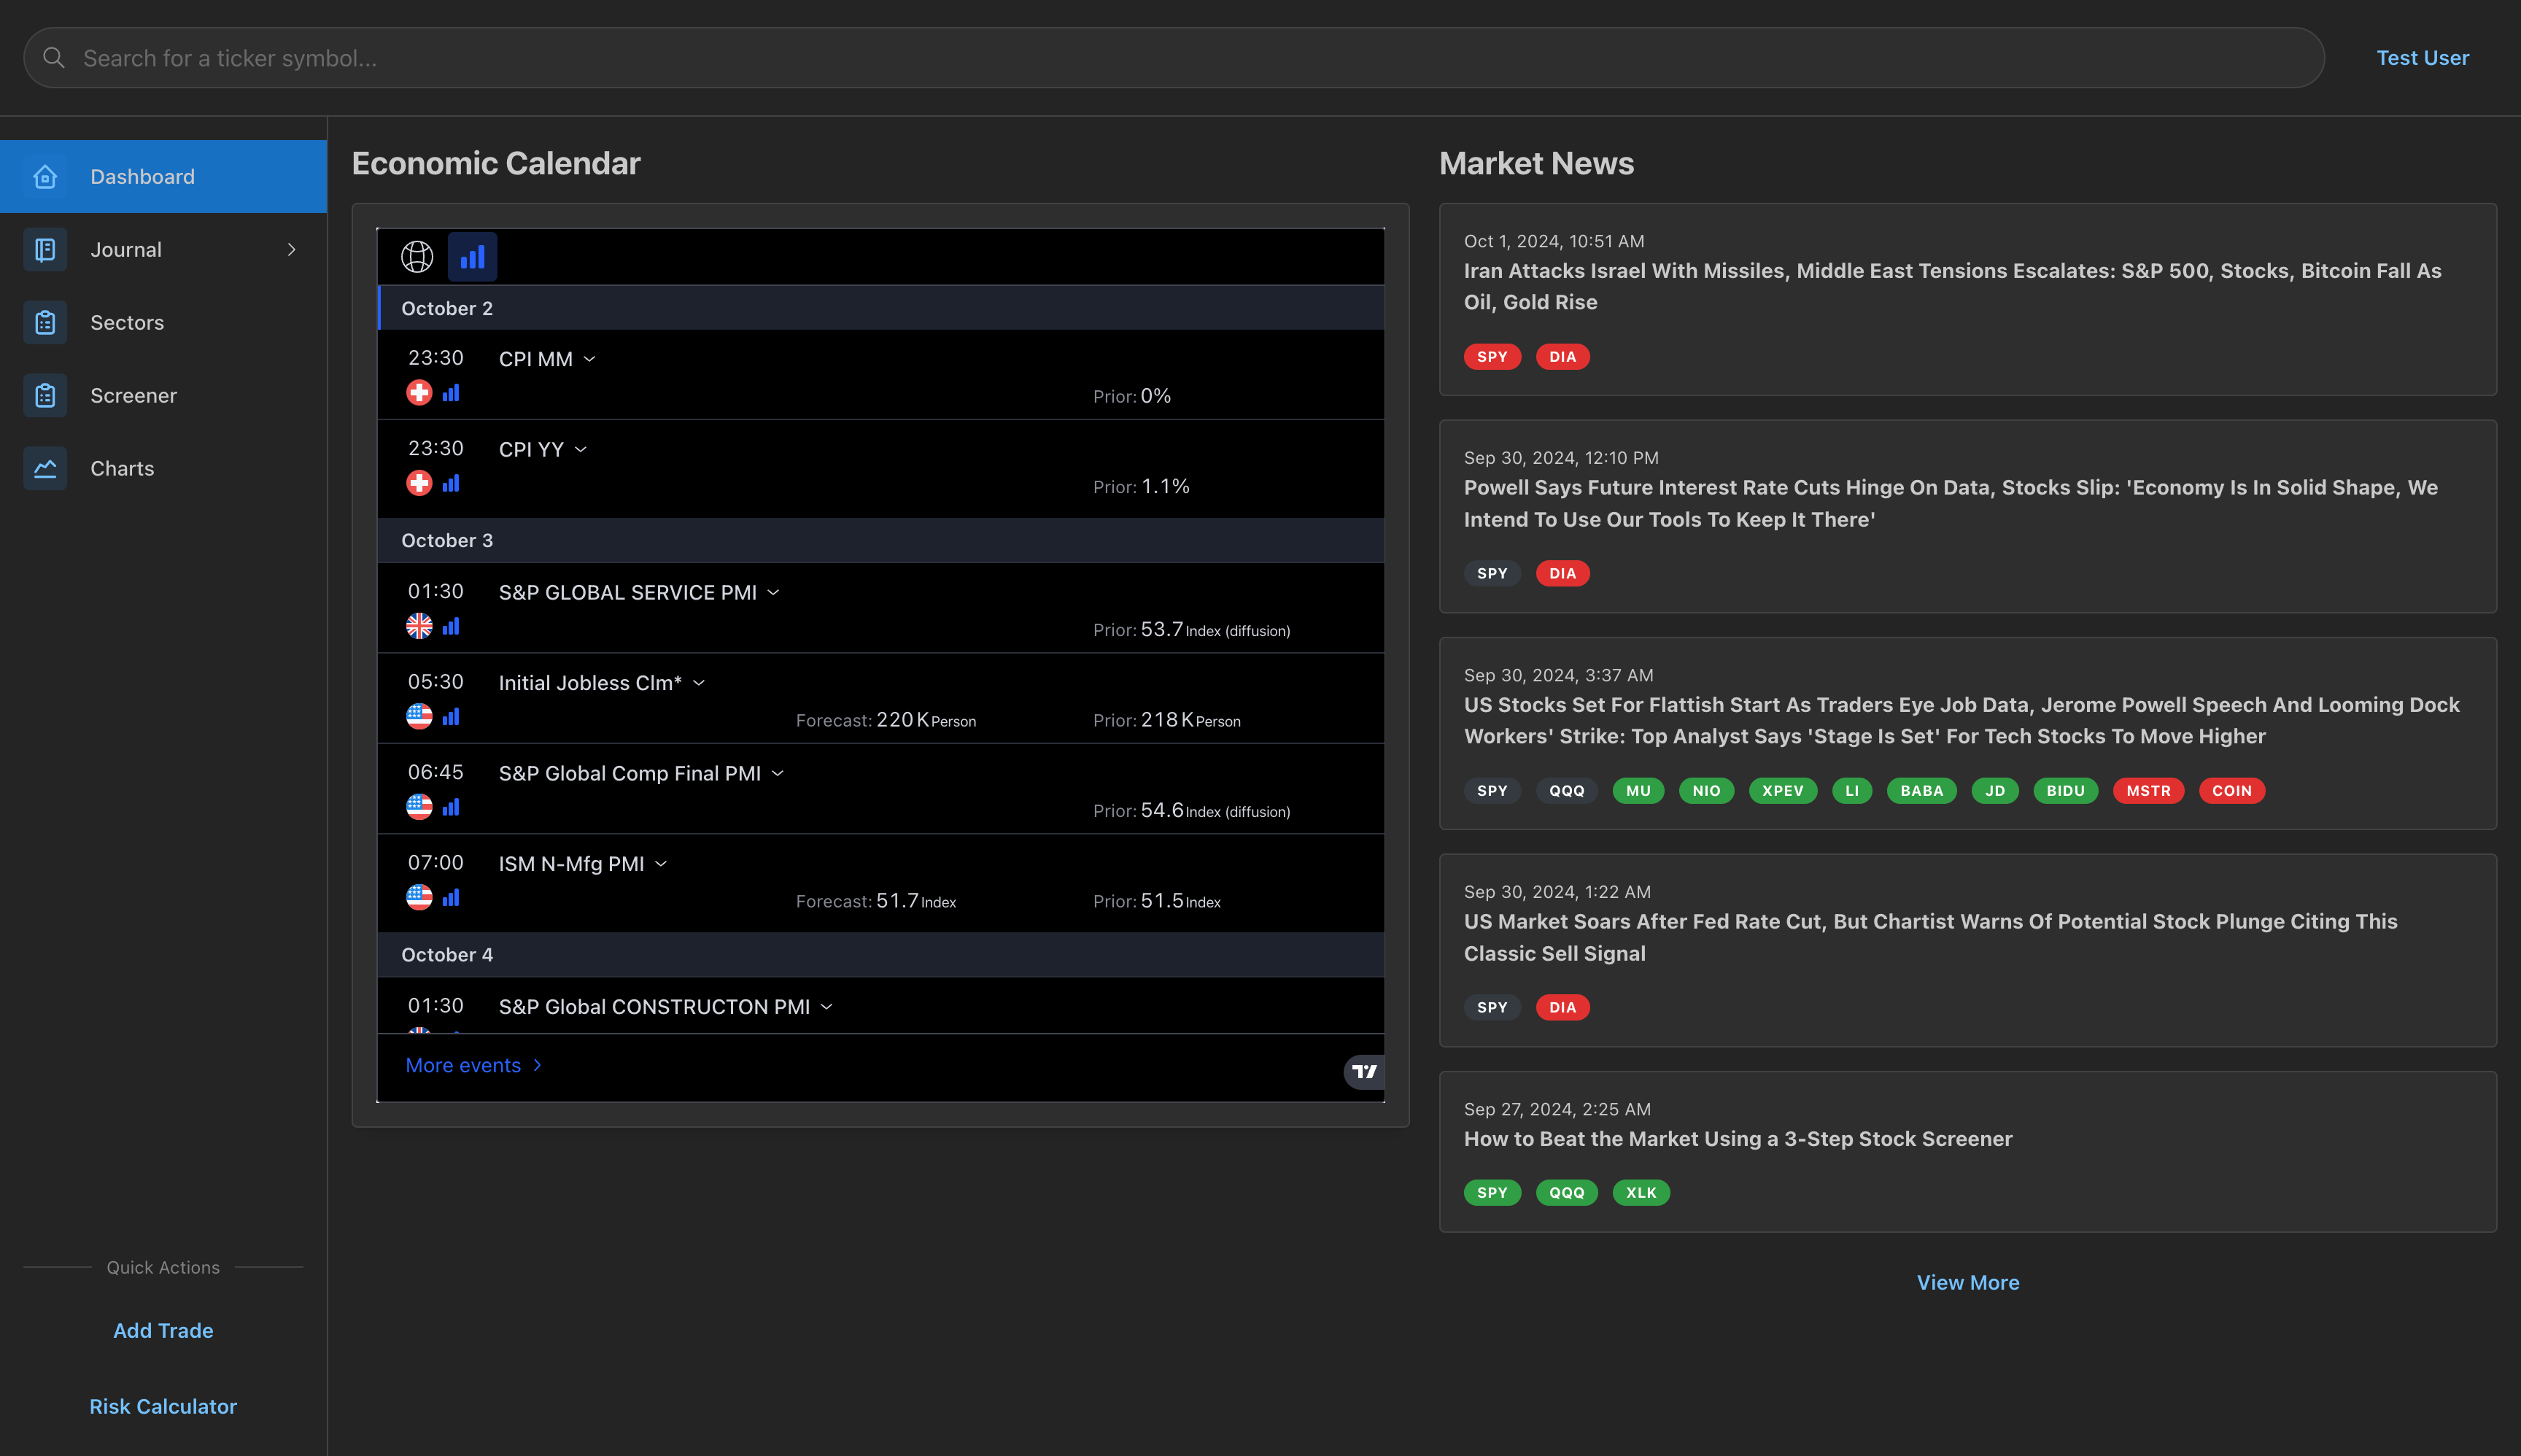 Search for a ticker symbol...
Test User
Dashboard
Journal
Sectors
Screener
Charts
Quick Actions
Add Trade
Risk Calculator
Economic Calendar
October 2
23:30 CPI MM
Prior: 0%
23:30 CPI YY
Prior: 1.1%
October 3
01:30 S&P GLOBAL SERVICE PMI
Prior: 53.7 Index (diffusion)
05:30 Initial Jobless Clm*
Forecast: 220 K Person Prior: 218 K Person
06:45 S&P Global Comp Final PMI
Prior: 54.6 Index (diffusion)
07:00 ISM N-Mfg PMI
Forecast: 51.7 Index Prior: 51.5 Index
October 4
01:30 S&P Global CONSTRUCTON PMI
More events
Market News
Oct 1, 2024, 10:51 AM
Iran Attacks Israel With Missiles, Middle East Tensions Escalates: S&P 500, Stocks, Bitcoin Fall As
Oil, Gold Rise
SPY DIA
Sep 30, 2024, 12:10 PM
Powell Says Future Interest Rate Cuts Hinge On Data, Stocks Slip: 'Economy Is In Solid Shape, We
Intend To Use Our Tools To Keep It There'
SPY DIA
Sep 30, 2024, 3:37 AM
US Stocks Set For Flattish Start As Traders Eye Job Data, Jerome Powell Speech And Looming Dock
Workers' Strike: Top Analyst Says 'Stage Is Set' For Tech Stocks To Move Higher
SPY QQQ MU NIO XPEV LI BABA JD BIDU MSTR COIN
Sep 30, 2024, 1:22 AM
US Market Soars After Fed Rate Cut, But Chartist Warns Of Potential Stock Plunge Citing This
Classic Sell Signal
SPY DIA
Sep 27, 2024, 2:25 AM
How to Beat the Market Using a 3-Step Stock Screener
SPY QQQ XLK
View More